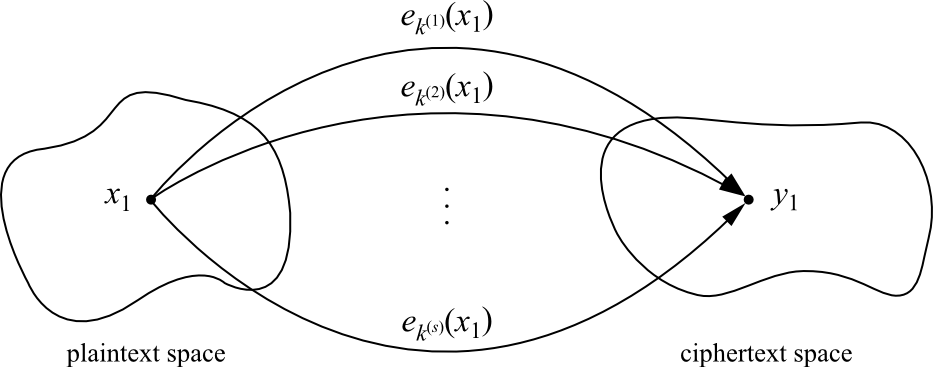 e_{k^{(1)}}(x_1)
e_{k^{(2)}}(x_1)
x_1
⋮
y_1
e_{k^{(s)}}(x_1)
plaintext space
ciphertext space